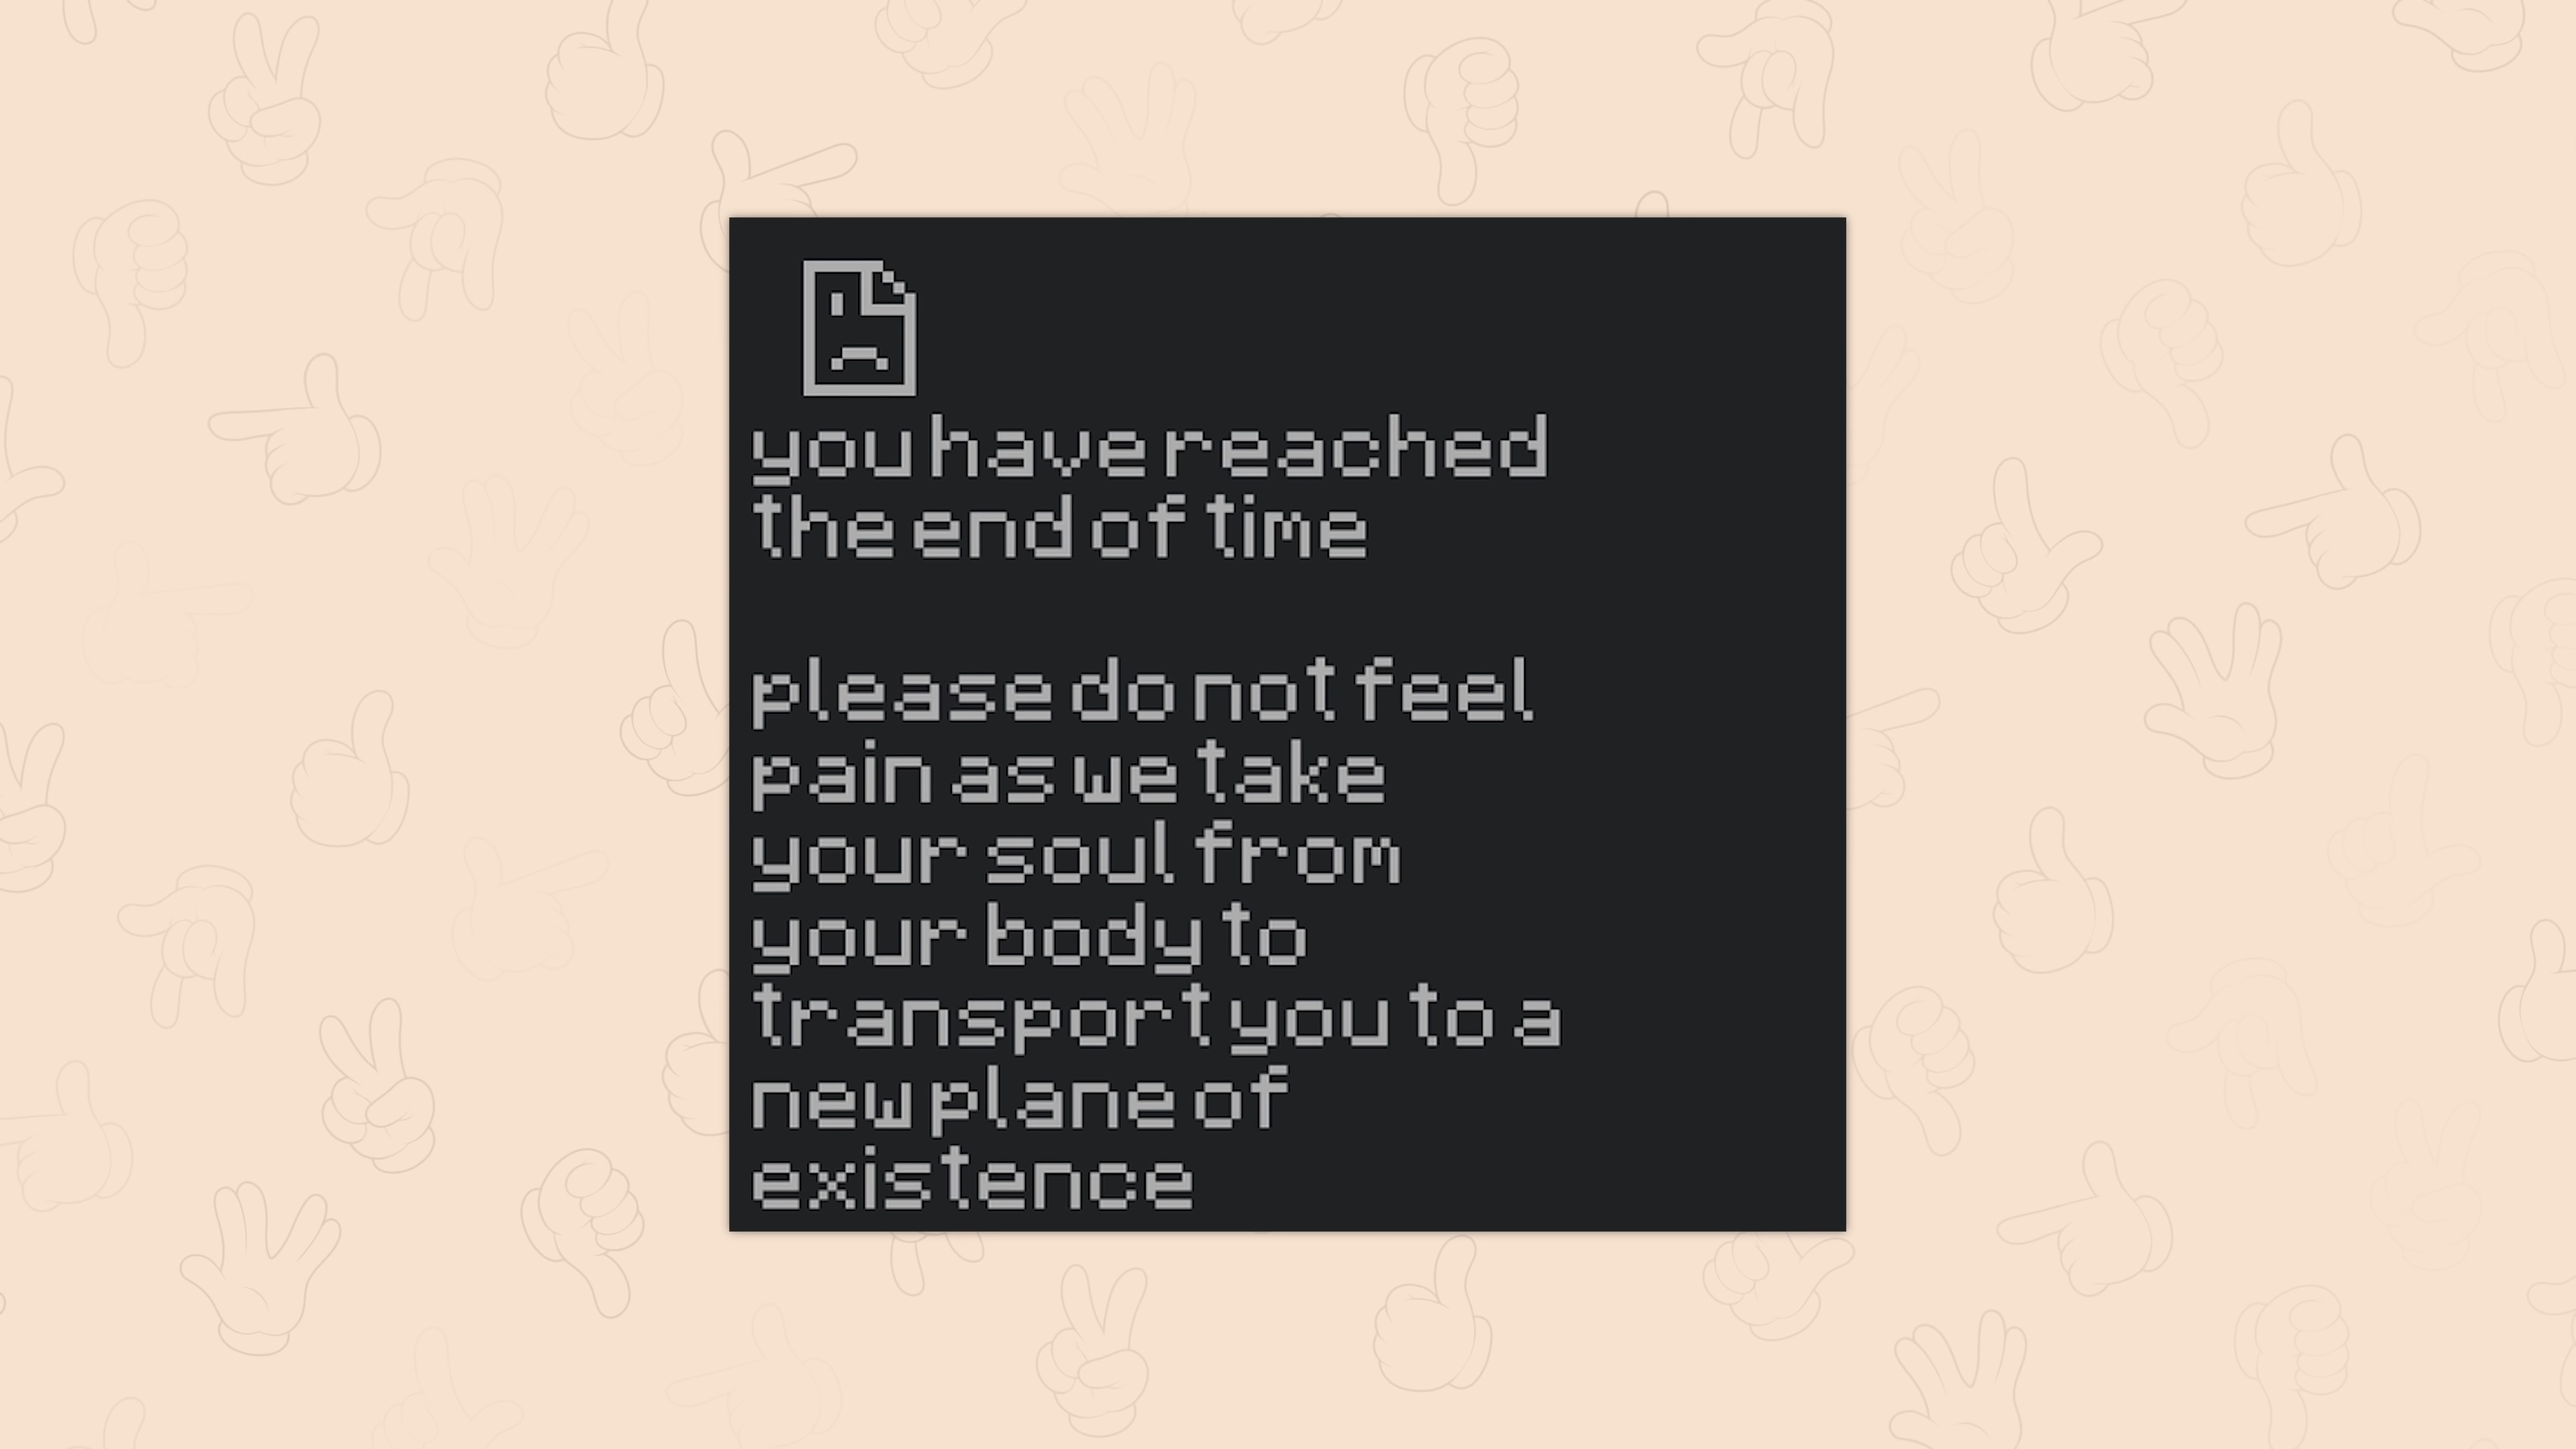 you have reached
the end of time
please do not feel
pain as we take
your soul from
your body to
transport you to a
new plane of
existence